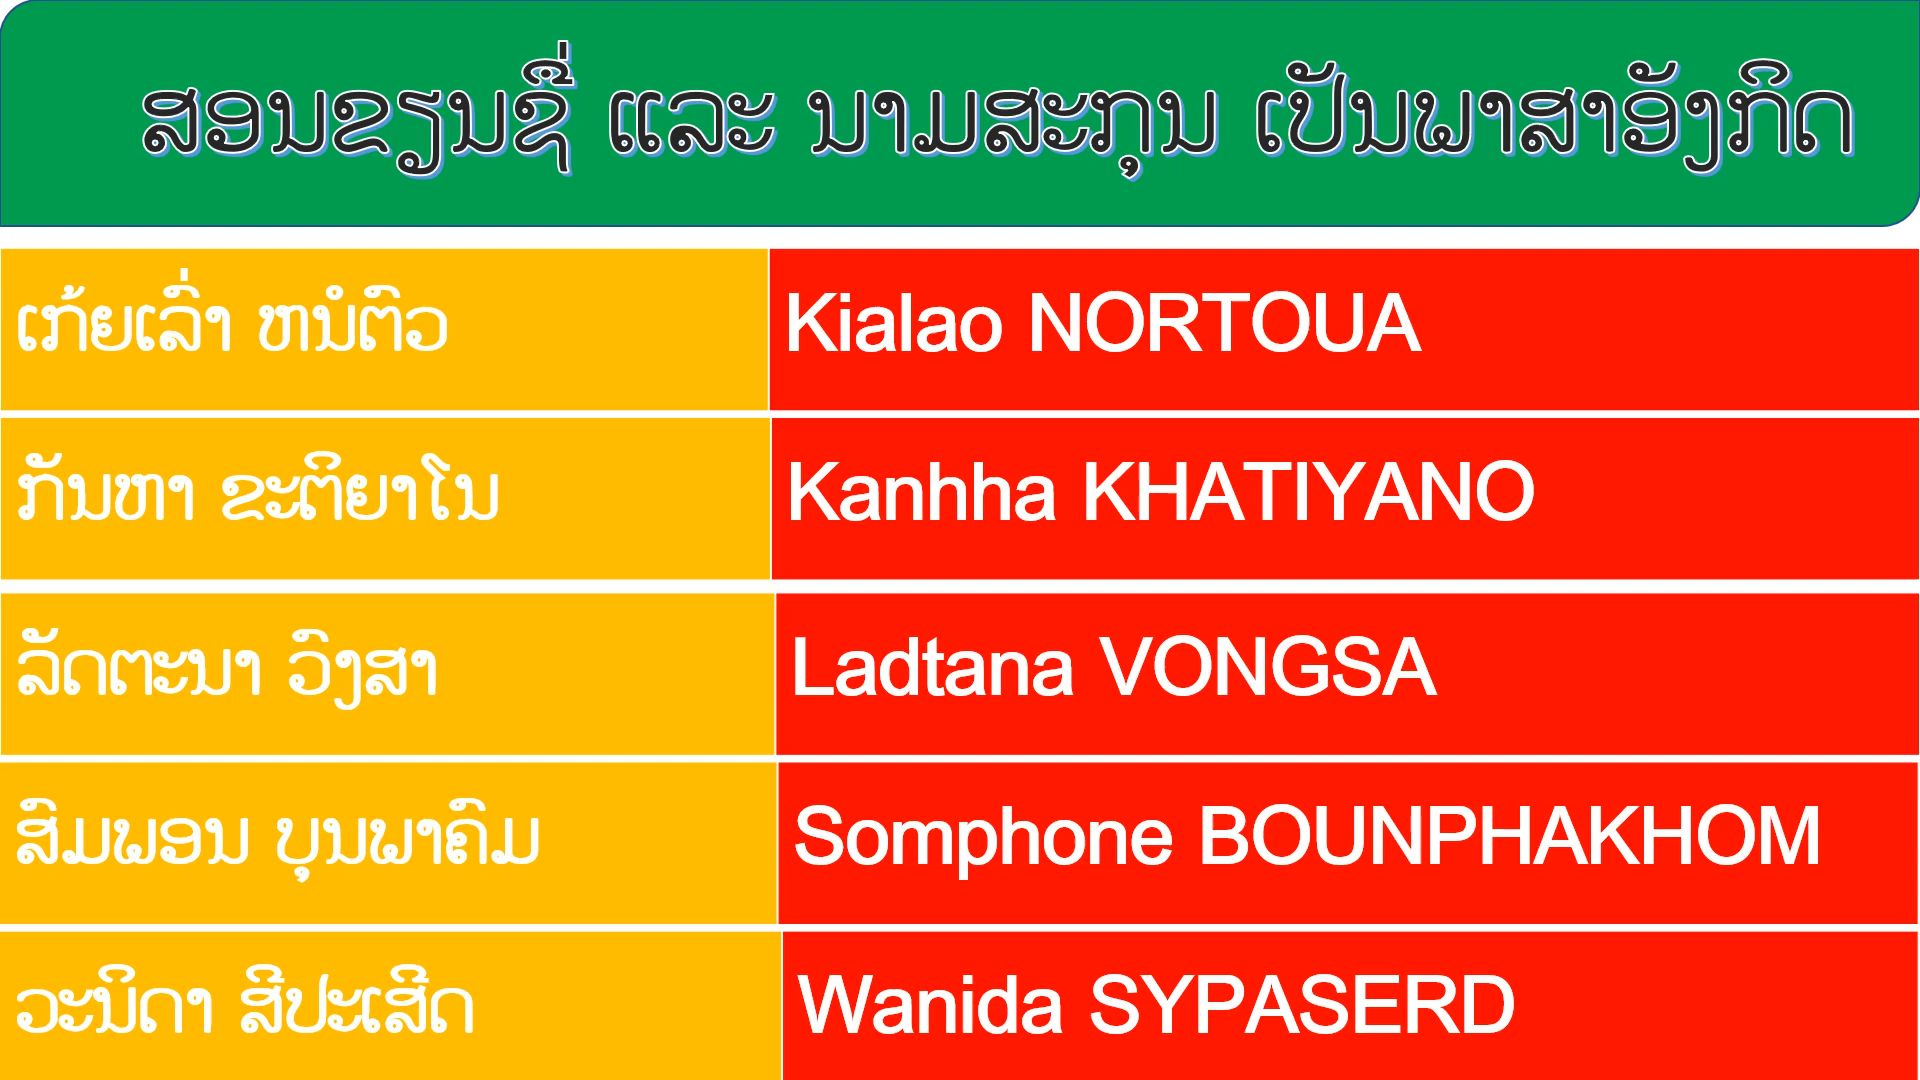 ສອນຂຽນຊື່ ແລະ ນາມສະກຸນ ເປັນພາສາອັງກິດ
ເກ້ຍເລົ່າ ຫນໍຕົວ Kialao NORTOUA
ກັນຫາ ຂະຕິຍາໂນ Kanhha KHATIYANO
ລັດຕະນາ ວົງສາ Ladtana VONGSA
ສົມພອນ ບຸນພາຄົມ Somphone BOUNPHAKHOM
ວະນິດາ ສີປະເສີດ Wanida SYPASERD